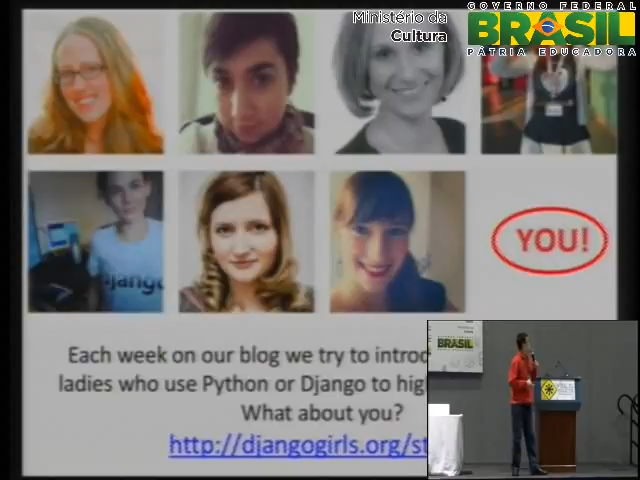 Ministério da
Cultura
GOVERNO FEDERAL
BRASIL
PÁTRIA EDUCADORA
django
YOU!
Each week on our blog we try to introd
ladies who use Python or Django to hig
What about you?
http://djangogirls.org/st
BRASIL